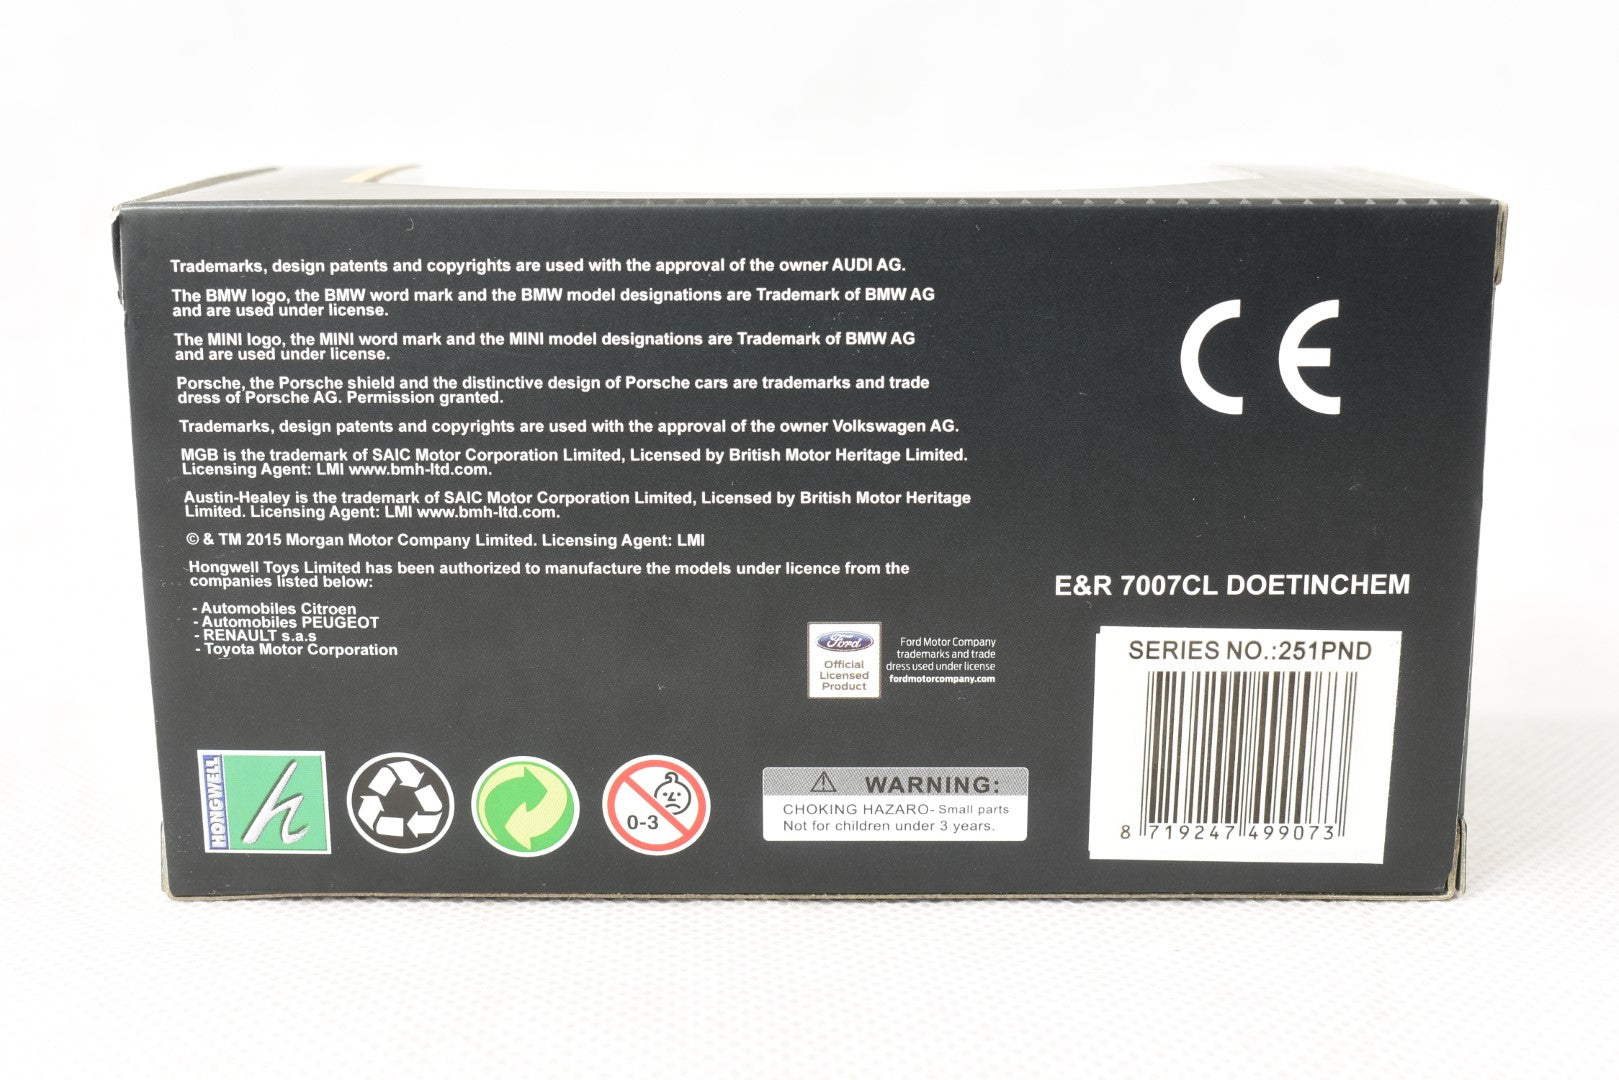 Trademarks, design patents and copyrights are used with the approval of the owner AUDI AG.
The BMW logo, the BMW word mark and the BMW model designations are Trademark of BMW AG
and are used under license.
The MINI logo, the MINI word mark and the MINI model designations are Trademark of BMW AG
and are used under license.
Porsche, the Porsche shield and the distinctive design of Porsche cars are trademarks and trade
dress of Porsche AG. Permission granted.
Trademarks, design patents and copyrights are used with the approval of the owner Volkswagen AG.
MGB is the trademark of SAIC Motor Corporation Limited, Licensed by British Motor Heritage Limited.
Licensing Agent: LMI www.bmh-ltd.com.
Austin-Healey is the trademark of SAIC Motor Corporation Limited, Licensed by British Motor Heritage
Limited. Licensing Agent: LMI www.bmh-ltd.com.
© & TM 2015 Morgan Motor Company Limited. Licensing Agent: LMI
Hongwell Toys Limited has been authorized to manufacture the models under licence from the
companies listed below:
- Automobiles Citroen
- Automobiles PEUGEOT
- RENAULT s.a.s
- Toyota Motor Corporation
Ford
Official
Licensed
Product
Ford Motor Company
trademarks and trade
dress used under license
fordmotorcompany.com
CE
E&R 7007CL DOETINCHEM
SERIES NO.:251PND
8 719247 499073
HONGWELL
h
0-3
WARNING:
CHOKING HAZARO- Small parts
Not for children under 3 years.